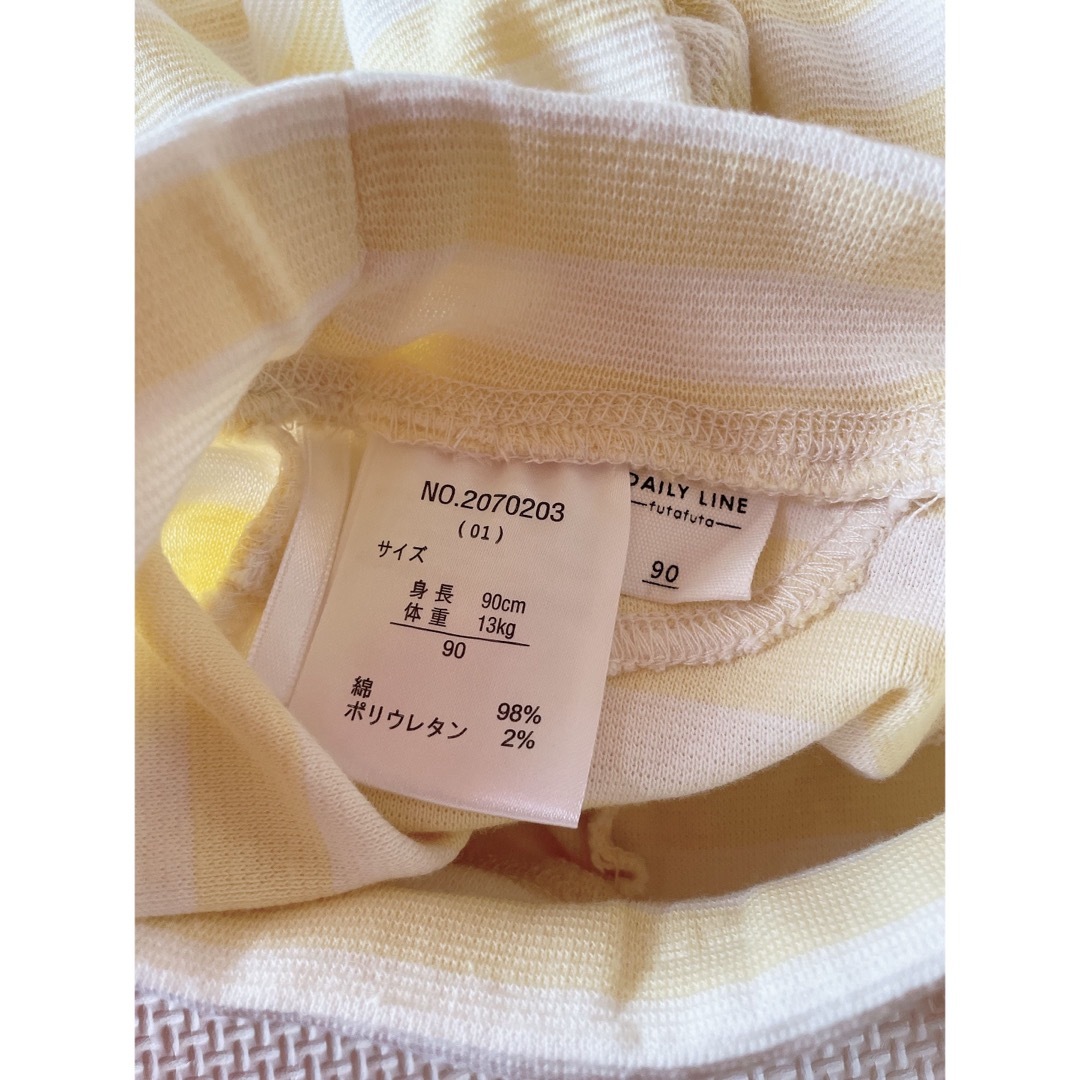 NO.2070203
(01)
サイズ
身長 90cm
体重 13kg
90
綿 98%
ポリウレタン 2%
DAILY LINE
futafuta
90